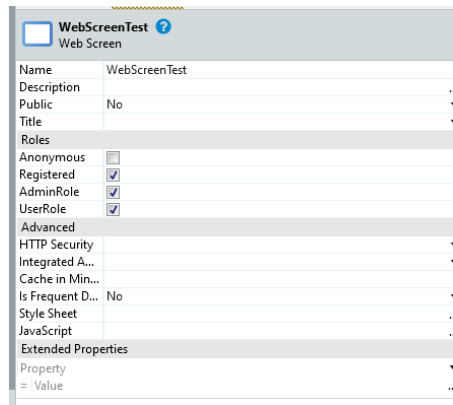 WebScreenTest ?
Web Screen
Name WebScreenTest
Description ..
Public No
Title
Roles
Anonymous
Registered
AdminRole
UserRole
Advanced
HTTP Security
Integrated A...
Cache in Min...
Is Frequent D... No
Style Sheet ..
JavaScript ..
Extended Properties
Property
= Value ..